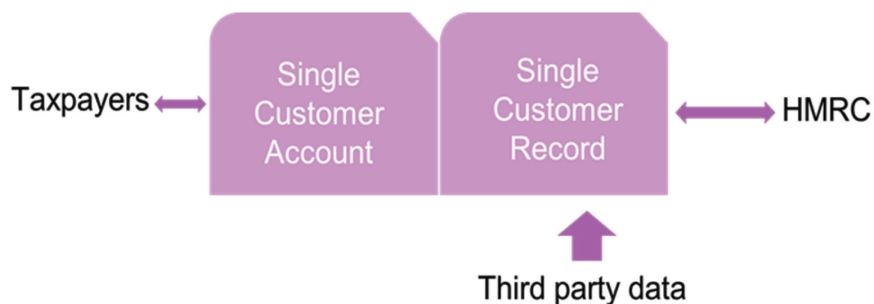 Taxpayers
Single
Customer
Account
Single
Customer
Record
HMRC
Third party data